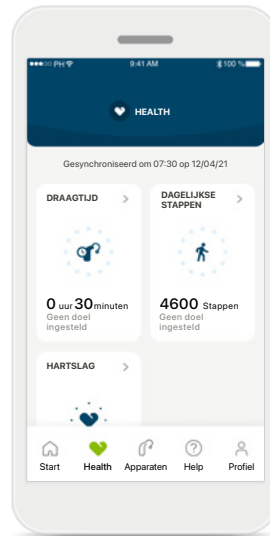 PH 9:41 AM 100 %
HEALTH
Gesynchroniseerd om 07:30 op 12/04/21
DRAAGTIJD
0 uur 30 minuten
Geen doel
ingesteld
DAGELIJKSE
STAPPEN
4600 Stappen
Geen doel
ingesteld
HARTSLAG
Start Health Apparaten Help Profiel